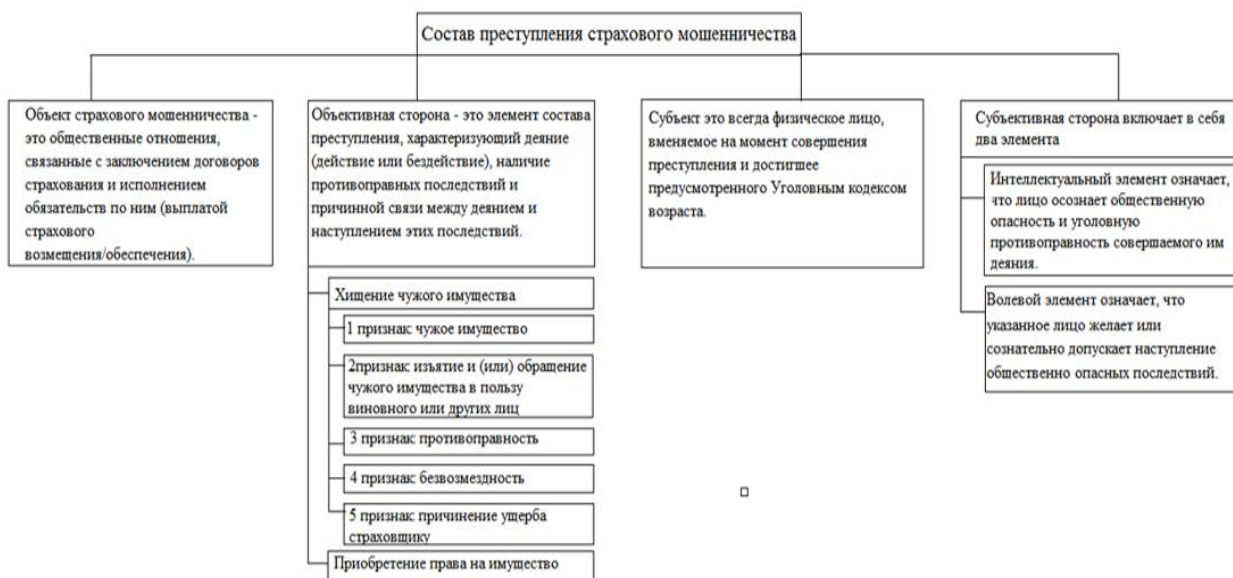 Состав преступления страхового мошенничества
Объект страхового мошенничества -
это общественные отношения,
связанные с заключением договоров
страхования и исполнением
обязательств по ним (выплатой
страхового
возмещения/обеспечения).
Объективная сторона - это элемент состава
преступления, характеризующий деяние
(действие или бездействие), наличие
противоправных последствий и
причинной связи между деянием и
наступлением этих последствий.
Хищение чужого имущества
1 признак: чужое имущество
2признак: изъятие и (или) обращение
чужого имущества в пользу
виновного или других лиц
3 признак: противоправность
4 признак: безвозмездность
5 признак: причинение ущерба
страховщику
Приобретение права на имущество
Субъект это всегда физическое лицо,
вменяемое на момент совершения
преступления и достигшее
предусмотренного Уголовным кодексом
возраста.
Субъективная сторона включает в себя
два элемента
Интеллектуальный элемент означает,
что лицо осознает общественную
опасность и уголовную
противоправность совершаемого им
деяния.
Волевой элемент означает, что
указанное лицо желает или
сознательно допускает наступление
общественно опасных последствий.